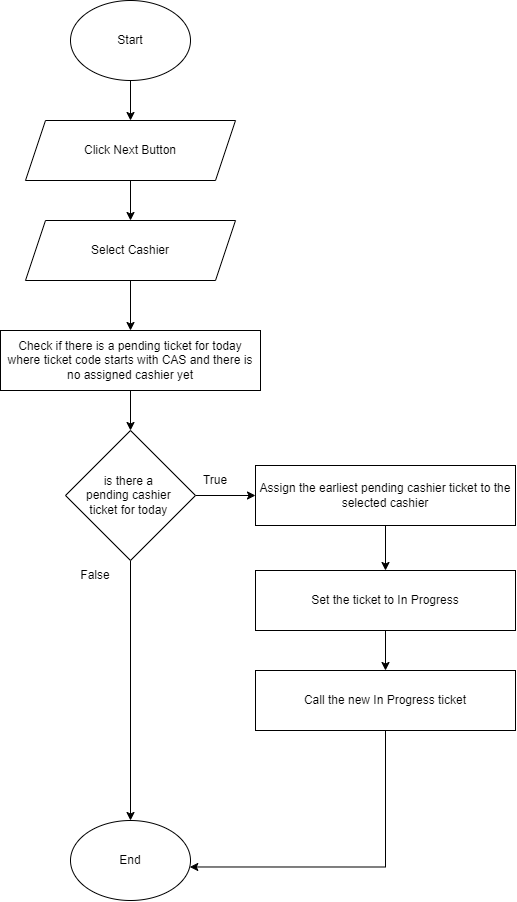 Start
Click Next Button
Select Cashier
Check if there is a pending ticket for today
where ticket code starts with CAS and there is
no assigned cashier yet
is there a
pending cashier
ticket for today
True
Assign the earliest pending cashier ticket to the
selected cashier
False
Set the ticket to In Progress
Call the new In Progress ticket
End